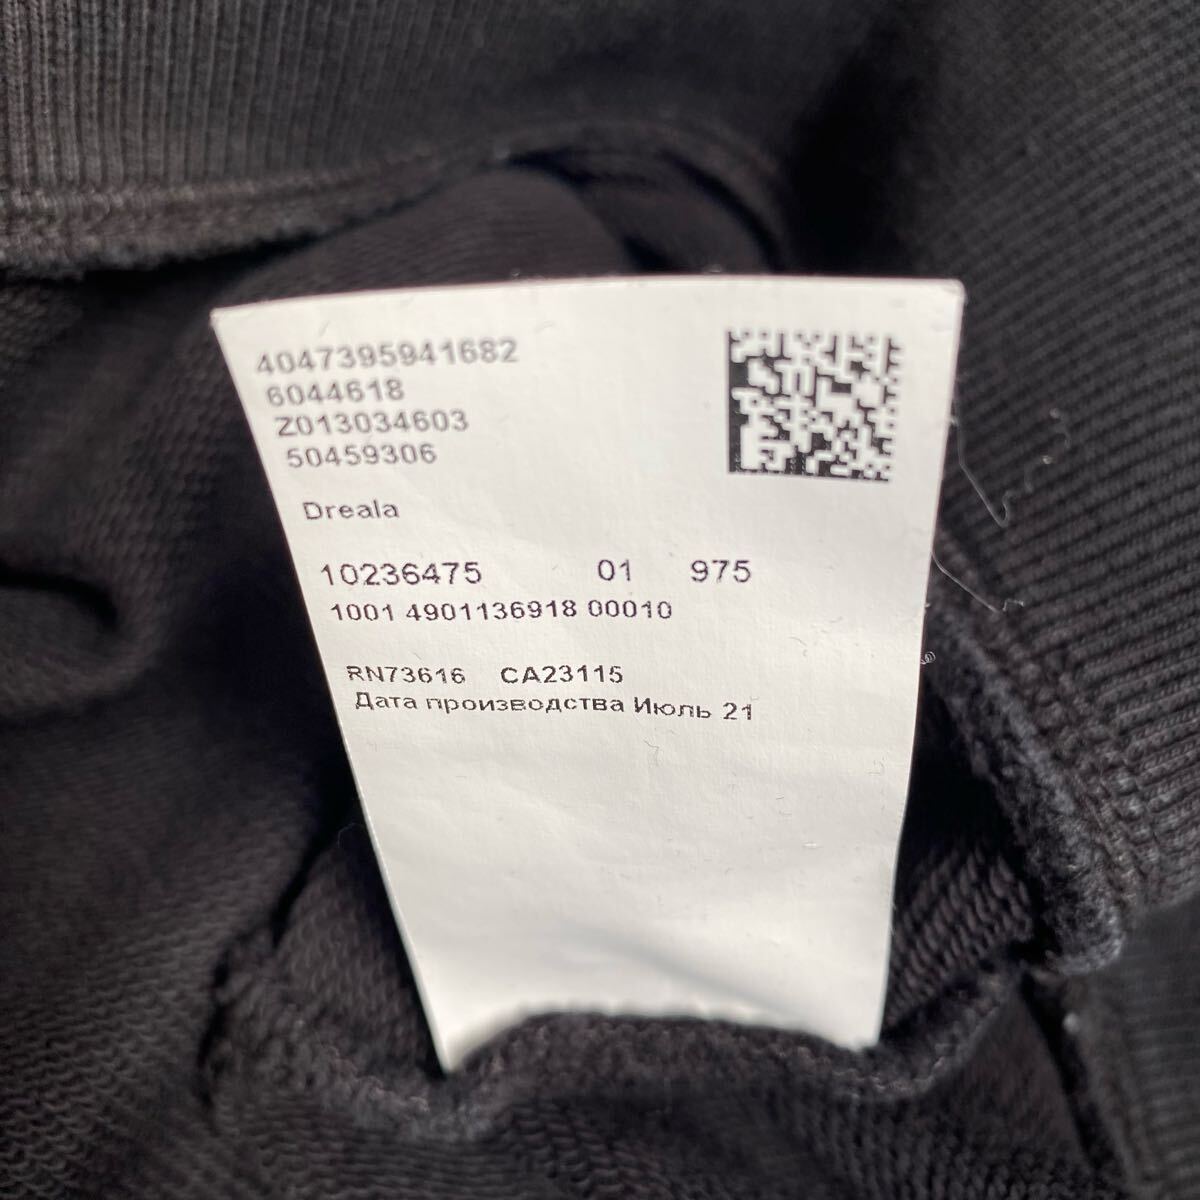 4047395941682
6044618
Z013034603
50459306
Dreala
10236475 01 975
1001 4901136918 00010
RN73616 CA23115
Дата производства Июль 21